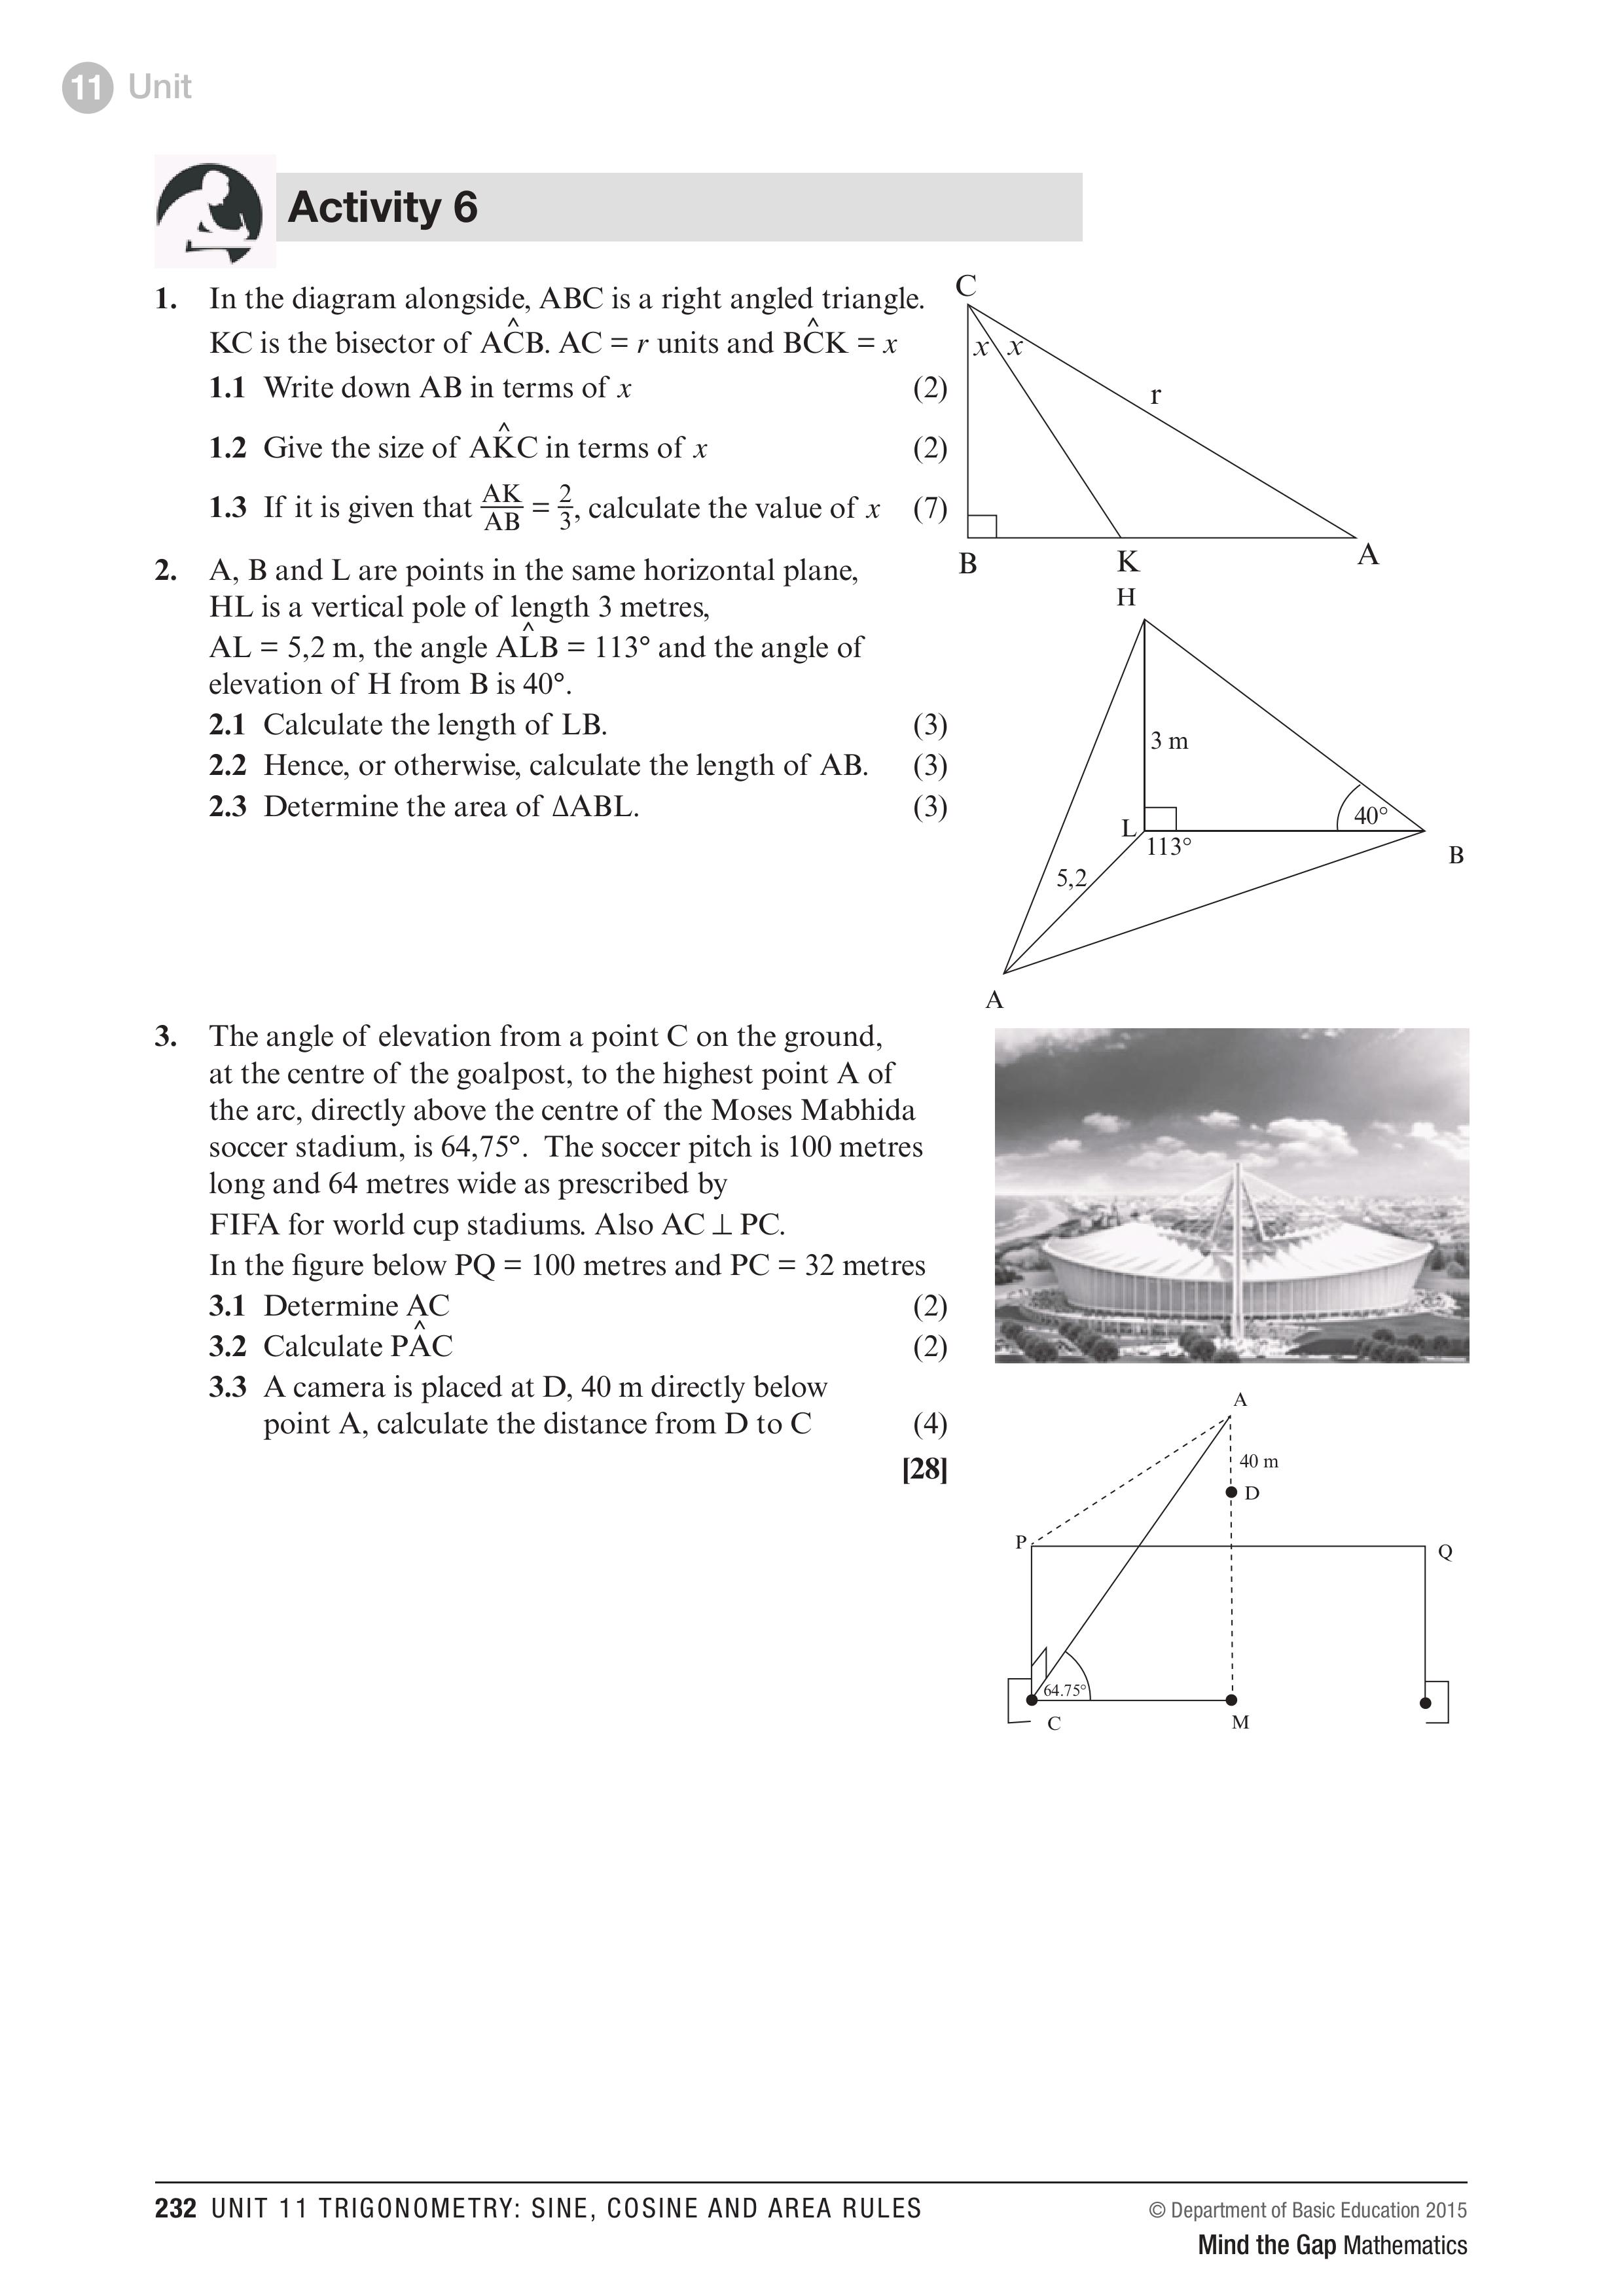 11 Unit
Activity 6
1. In the diagram alongside, ABC is a right angled triangle.
KC is the bisector of AĈB. AC = r units and BĈK = x
1.1 Write down AB in terms of x (2)
1.2 Give the size of AK̂C in terms of x (2)
1.3 If it is given that AK/AB = 2/3, calculate the value of x (7)
C
x x
r
B K A
2. A, B and L are points in the same horizontal plane,
HL is a vertical pole of length 3 metres,
AL = 5,2 m, the angle AL̂B = 113° and the angle of
elevation of H from B is 40°.
2.1 Calculate the length of LB. (3)
2.2 Hence, or otherwise, calculate the length of AB. (3)
2.3 Determine the area of ΔABL. (3)
H
3 m
L
40°
113°
B
5,2
A
3. The angle of elevation from a point C on the ground,
at the centre of the goalpost, to the highest point A of
the arc, directly above the centre of the Moses Mabhida
soccer stadium, is 64,75°. The soccer pitch is 100 metres
long and 64 metres wide as prescribed by
FIFA for world cup stadiums. Also AC ⊥ PC.
In the figure below PQ = 100 metres and PC = 32 metres
3.1 Determine AC (2)
3.2 Calculate PÂC (2)
3.3 A camera is placed at D, 40 m directly below
point A, calculate the distance from D to C (4)
[28]
A
40 m
D
P
Q
64.75°
C
M
232 UNIT 11 TRIGONOMETRY: SINE, COSINE AND AREA RULES
© Department of Basic Education 2015
Mind the Gap Mathematics